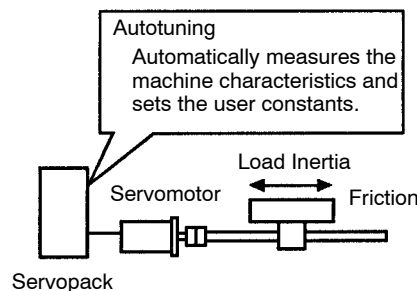 Autotuning
Automatically measures the
machine characteristics and
sets the user constants.
Load Inertia
Servomotor
Friction
Servopack